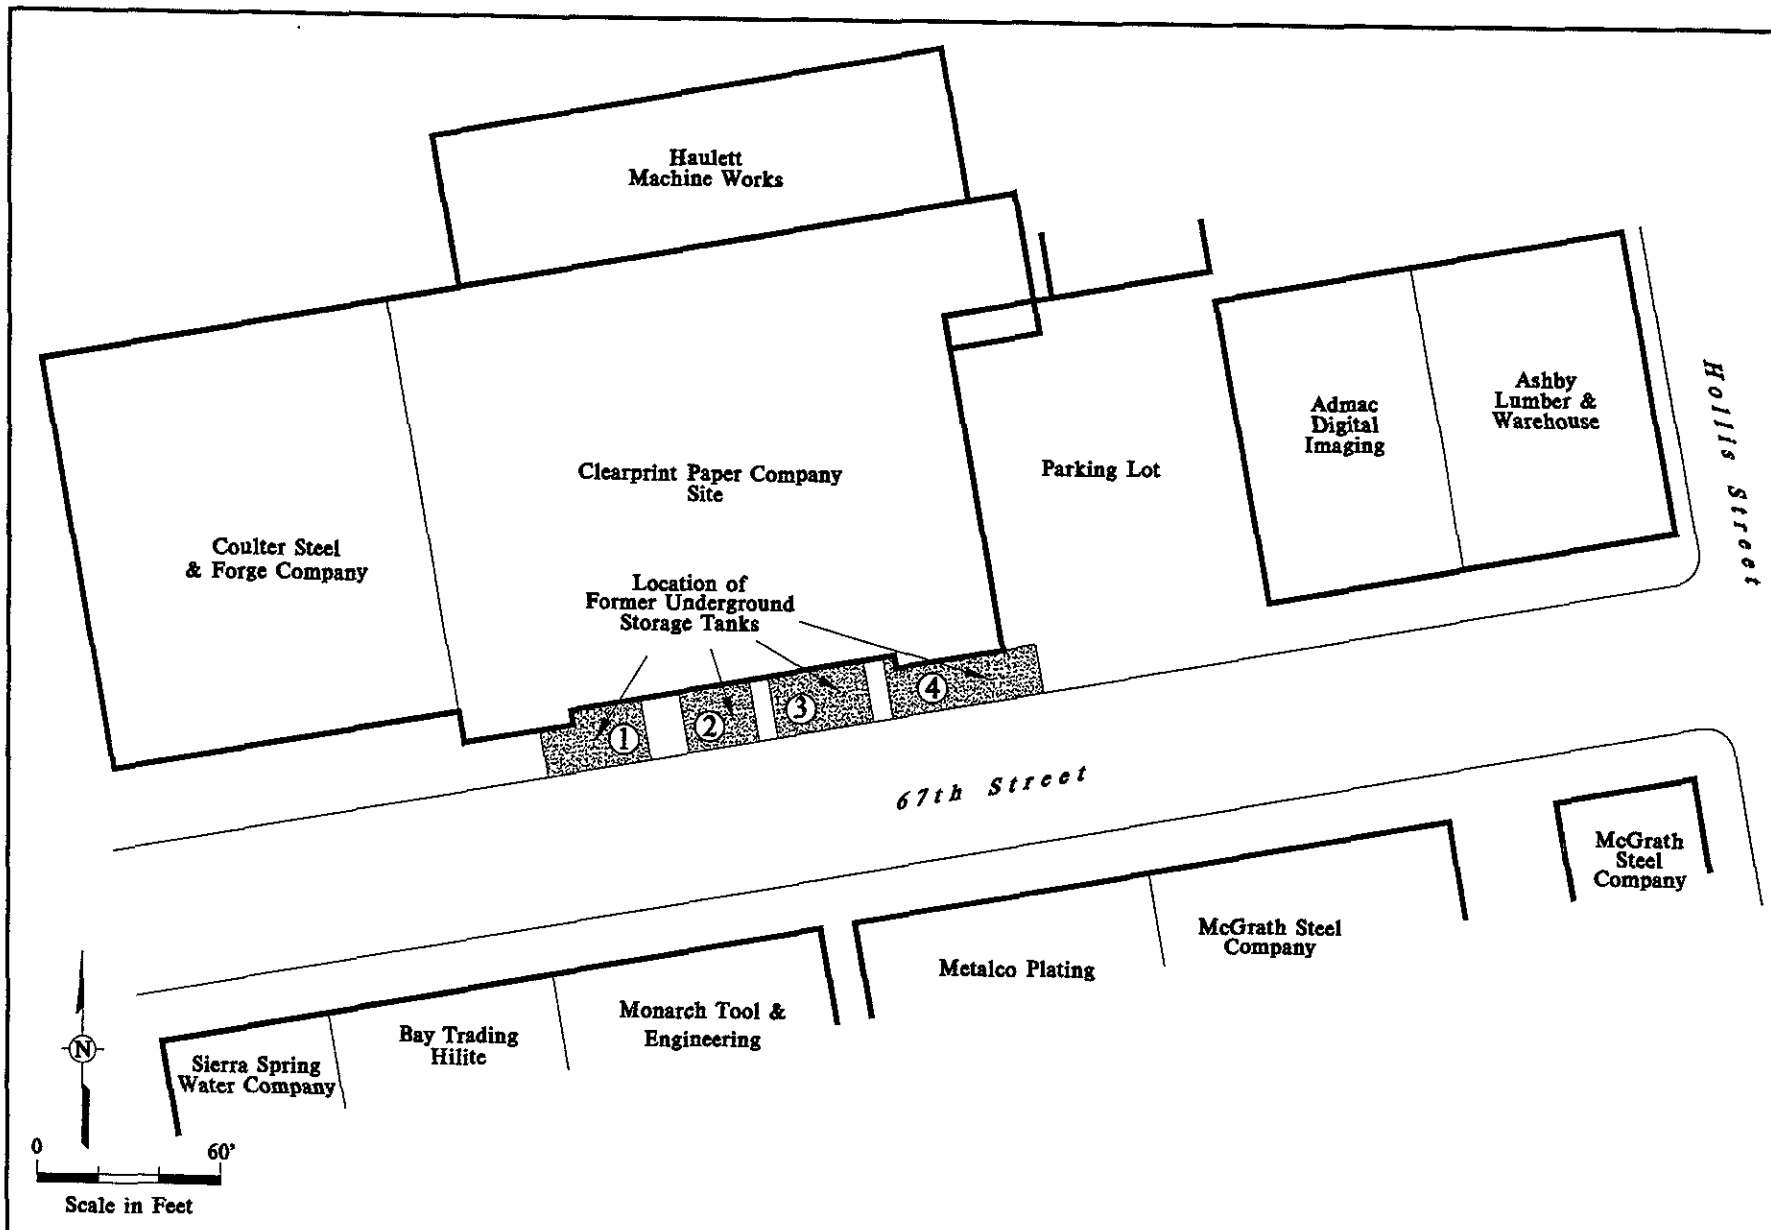 Haulett
Machine Works
Hollis Street
Ashby
Lumber &
Warehouse
Admac
Digital
Imaging
Parking Lot
Clearprint Paper Company
Site
Coulter Steel
& Forge Company
Location of
Former Underground
Storage Tanks
1
2
3
4
67th Street
McGrath
Steel
Company
McGrath Steel
Company
Metalco Plating
Monarch Tool &
Engineering
Bay Trading
Hilite
Sierra Spring
Water Company
N
0 60'
Scale in Feet